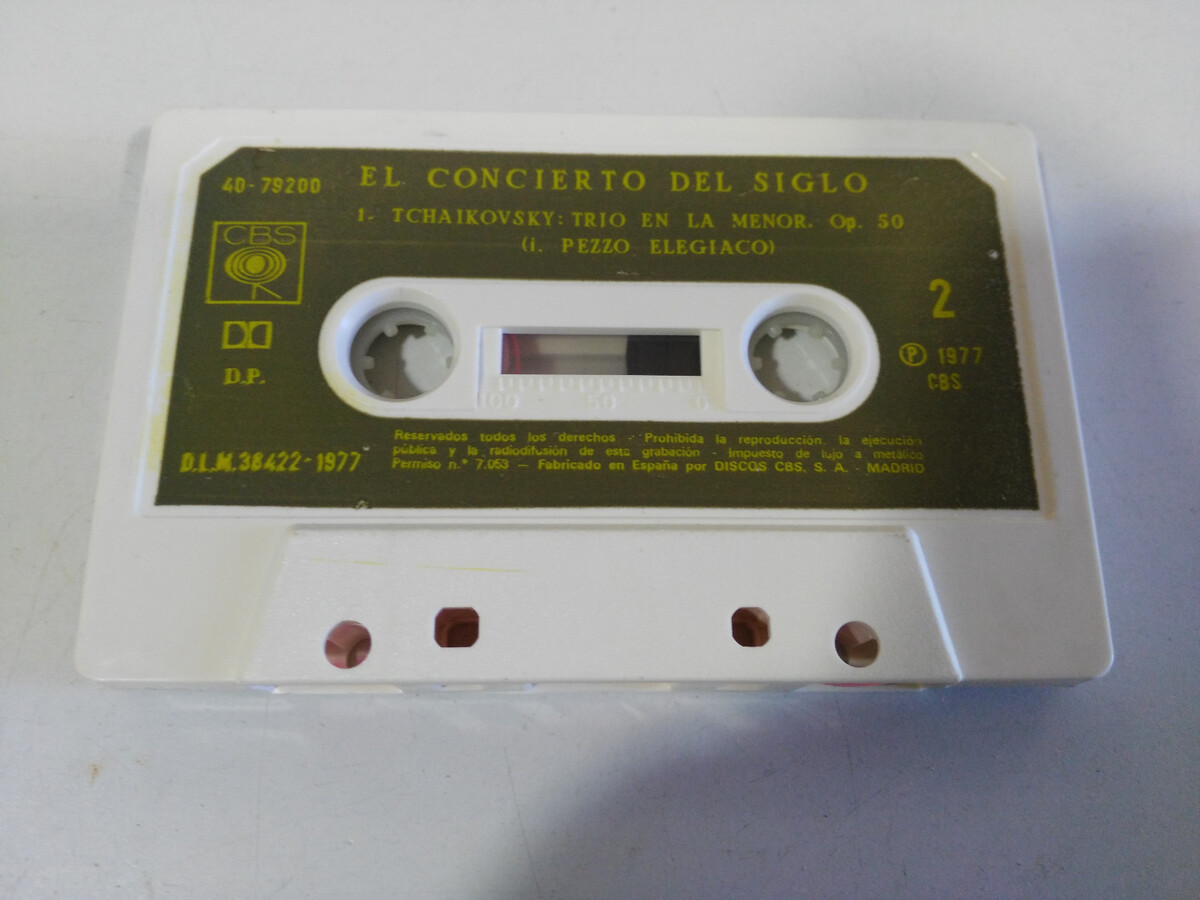 40-79200
EL CONCIERTO DEL SIGLO
1- TCHAIKOVSKY: TRIO EN LA MENOR. Op. 50
(i. PEZZO ELEGIACO)
CBS
D.P.
2
Ⓟ 1977
CBS
100 50 0
D.L.M.38422-1977
Reservados todos los derechos - Prohibida la reproducción, la ejecución
pública y la radiodifusión de esta grabación - Impuesto de lujo a metálico
Permiso n.° 7.053 — Fabricado en España por DISCOS CBS, S. A. - MADRID